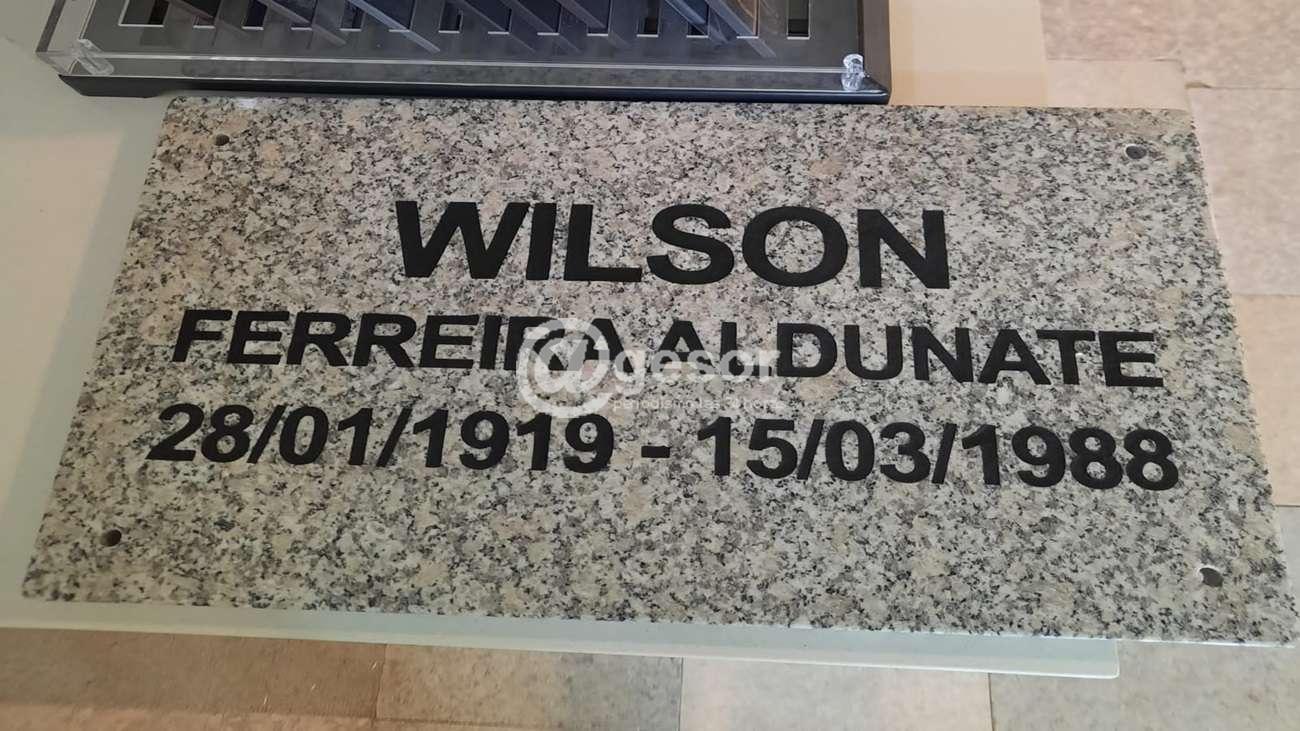 WILSON
FERREIRA ALDUNATE
@gesor
28/01/1919 - 15/03/1988